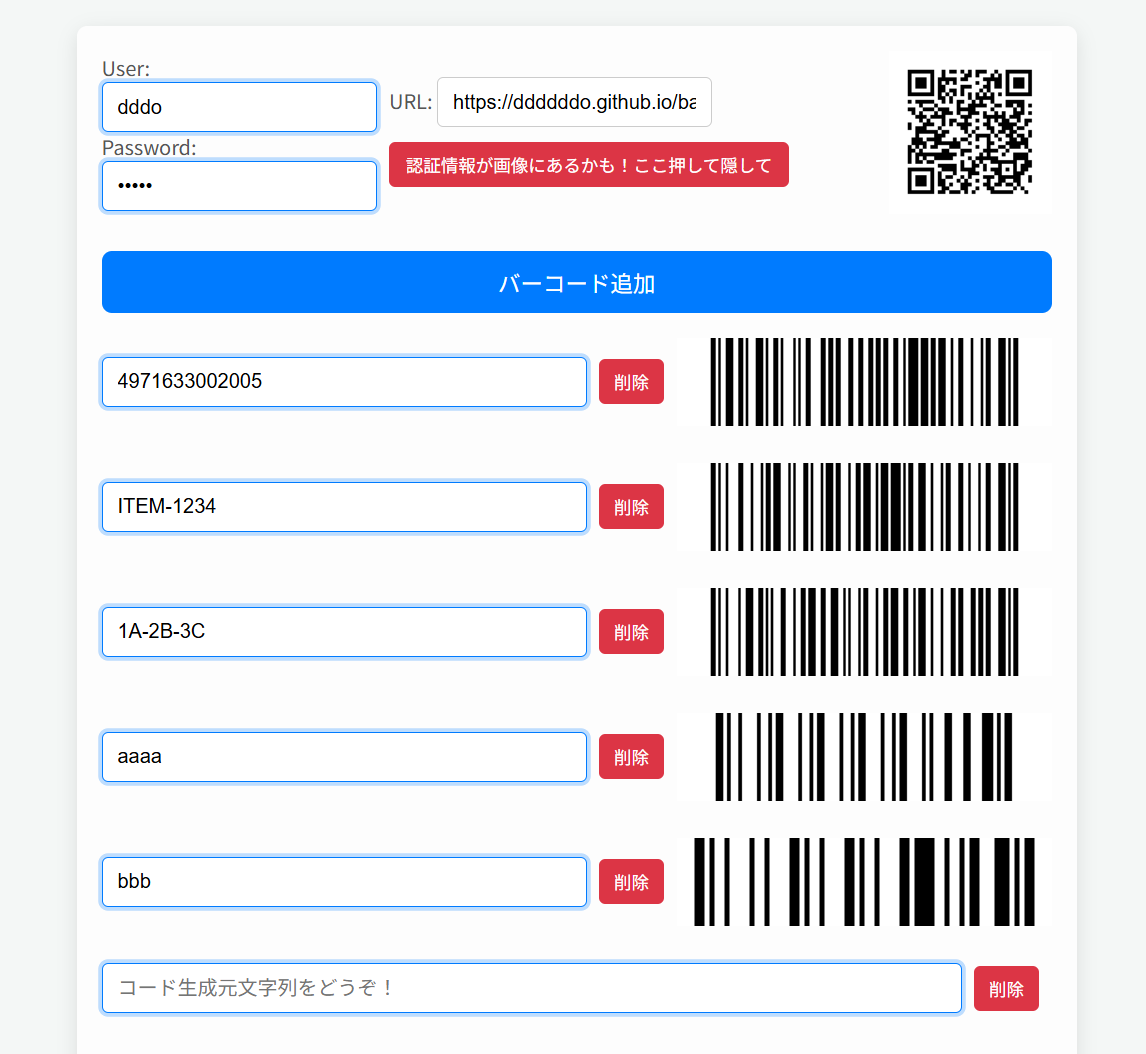 User:
dddo
URL: https://dddddddo.github.io/ba
Password:
•••••
認証情報が画像にあるかも！ここ押して隠して
バーコード追加
4971633002005 削除
ITEM-1234 削除
1A-2B-3C 削除
aaaa 削除
bbb 削除
コード生成元文字列をどうぞ！ 削除